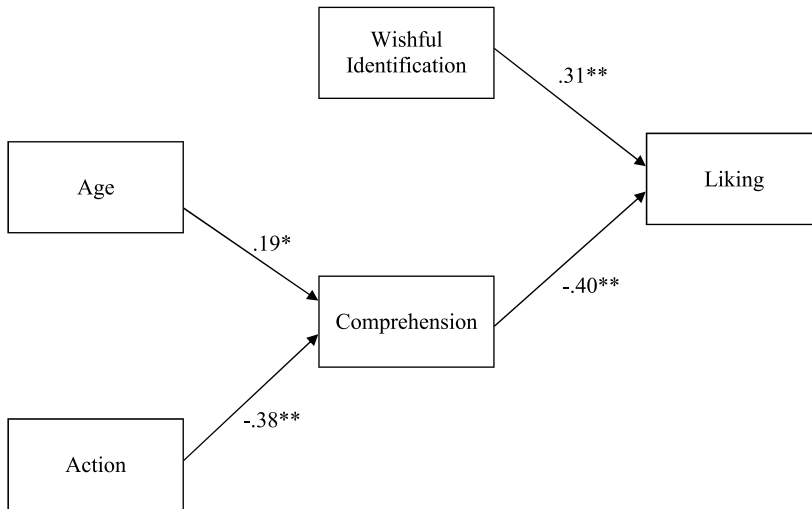 Wishful
Identification
.31**
Liking
Age
.19*
Comprehension
-.40**
-.38**
Action